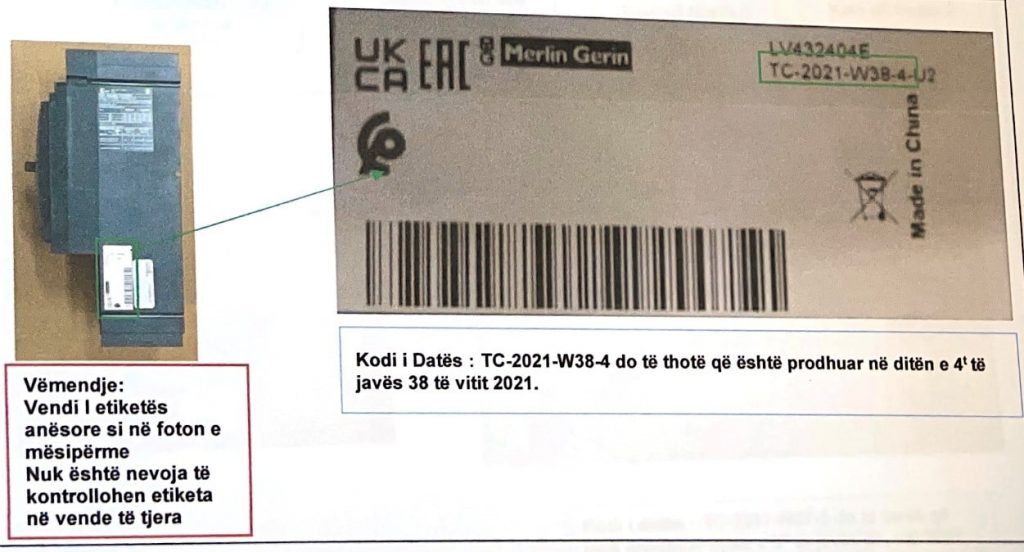 UK
CA
EAC
Merlin Gerin
LV432404E
TC-2021-W38-4-U2
Made in China
Kodi i Datës : TC-2021-W38-4 do të thotë që është prodhuar në ditën e 4ᵗ të
javës 38 të vitit 2021.
Vëmendje:
Vendi I etiketës
anësore si në foton e
mësipërme
Nuk është nevoja të
kontrollohen etiketa
në vende të tjera